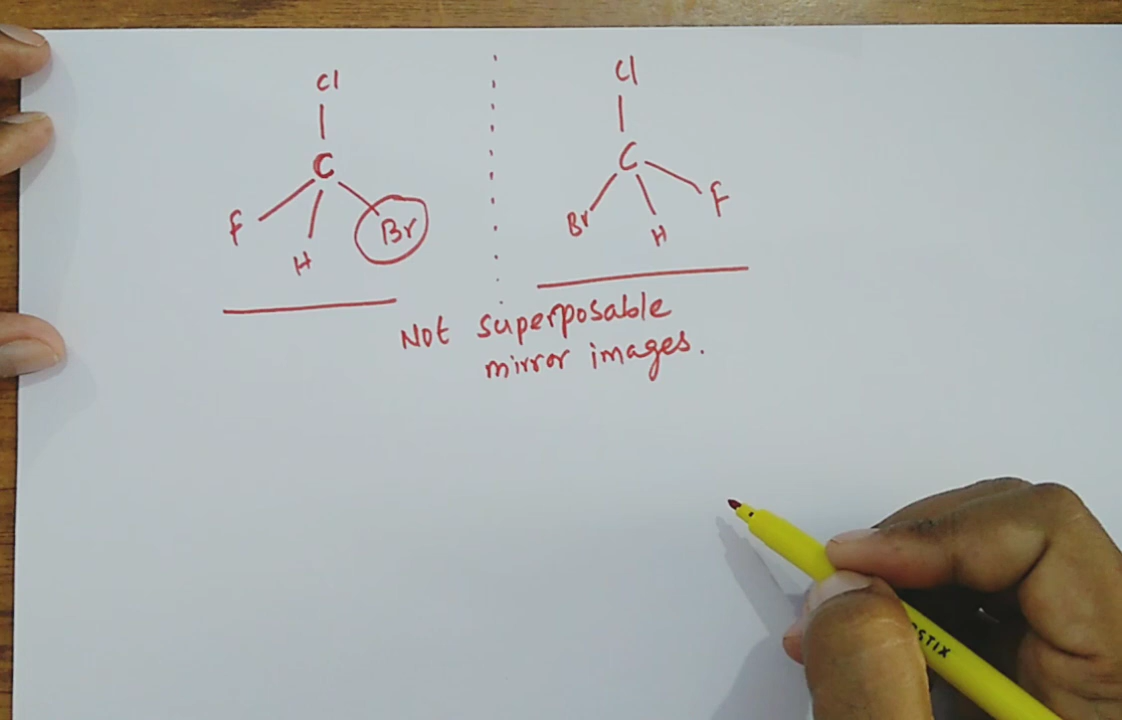 Cl Cl
C C
F H Br Br H F
Not superposable
mirror images.
STIX